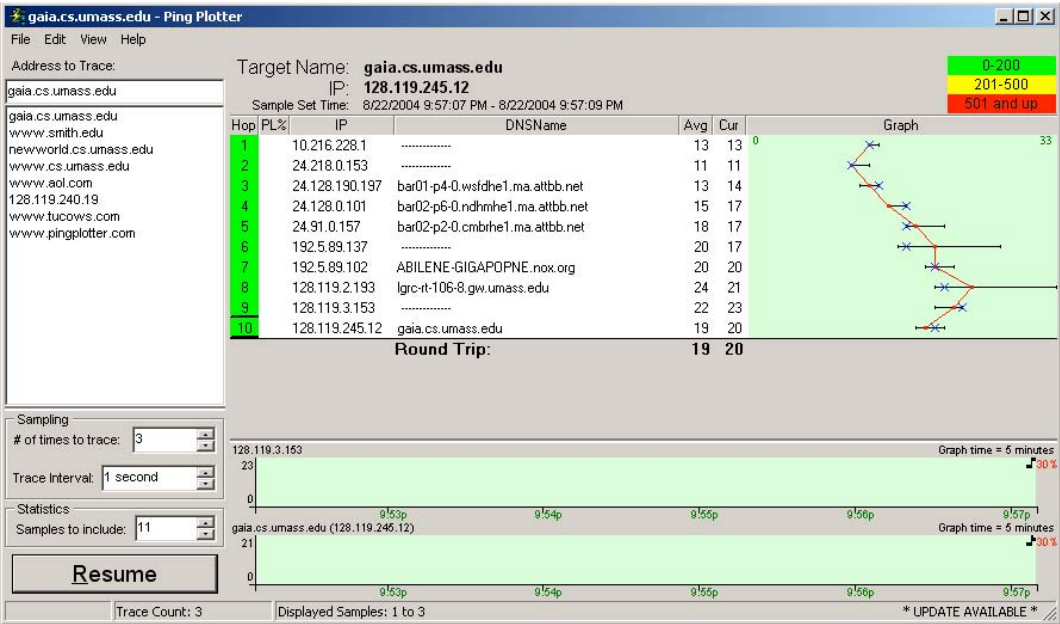 gaia.cs.umass.edu - Ping Plotter
File Edit View Help
Address to Trace:
gaia.cs.umass.edu
gaia.cs.umass.edu
www.smith.edu
newworld.cs.umass.edu
www.cs.umass.edu
www.aol.com
128.119.240.19
www.tucows.com
www.pingplotter.com
Target Name: gaia.cs.umass.edu
IP: 128.119.245.12
Sample Set Time: 8/22/2004 9:57:07 PM - 8/22/2004 9:57:09 PM
0-200
201-500
501 and up
Hop PL% IP DNSName Avg Cur Graph
0 33
1 10.216.228.1 ------------- 13 13
2 24.218.0.153 ------------- 11 11
3 24.128.190.197 bar01-p4-0.wsfdhe1.ma.attbb.net 13 14
4 24.128.0.101 bar02-p6-0.ndhmhe1.ma.attbb.net 15 17
5 24.91.0.157 bar02-p2-0.cmbrhe1.ma.attbb.net 18 17
6 192.5.89.137 ------------- 20 17
7 192.5.89.102 ABILENE-GIGAPOPNE.nox.org 20 20
8 128.119.2.193 lgrc-rt-106-8.gw.umass.edu 24 21
9 128.119.3.153 ------------- 22 23
10 128.119.245.12 gaia.cs.umass.edu 19 20
Round Trip: 19 20
Sampling
# of times to trace: 3
Trace Interval: 1 second
Statistics
Samples to include: 11
Resume
128.119.3.153 Graph time = 5 minutes
23 30%
0
9:53p 9:54p 9:55p 9:56p 9:57p
gaia.cs.umass.edu (128.119.245.12) Graph time = 5 minutes
21 30%
0
9:53p 9:54p 9:55p 9:56p 9:57p
Trace Count: 3 Displayed Samples: 1 to 3 * UPDATE AVAILABLE *